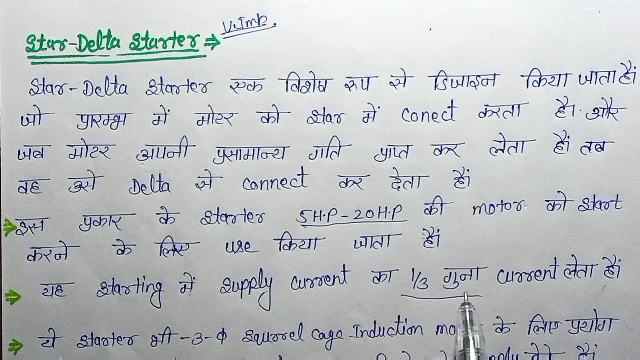 V.Imp.
Star-Delta Starter
Star-Delta Starter एक विशेष रुप से डिजाइन किया जाता हैं
जो प्रारम्भ में मोटर को Star में Conect करता है। और
जब मोटर अपनी प्रसामान्य गति प्राप्त कर लेता हैं तब
वह उसे Delta से Connect कर देता हैं।
इस प्रकार के Starter 5H.P-20H.P की motor को Start
करने के लिए use किया जाता हैं।
यह Starting में Supply Current का 1/3 गुना Current लेता हैं।
ये Starter भी -3-Φ Squirrel Cage Induction के लिए प्रयोग